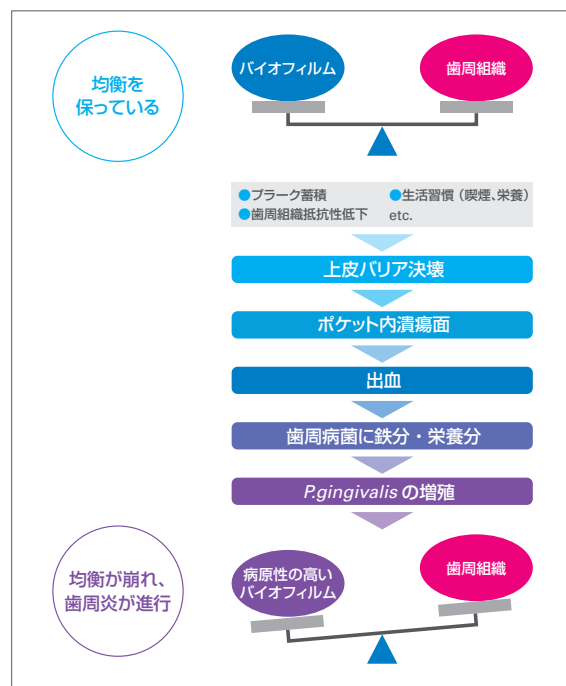 均衡を
保っている
バイオフィルム
歯周組織
●プラーク蓄積
●生活習慣（喫煙、栄養）
●歯周組織抵抗性低下
etc.
上皮バリア決壊
ポケット内潰瘍面
出血
歯周病菌に鉄分・栄養分
P.gingivalis の増殖
均衡が崩れ、
歯周炎が進行
病原性の高い
バイオフィルム
歯周組織